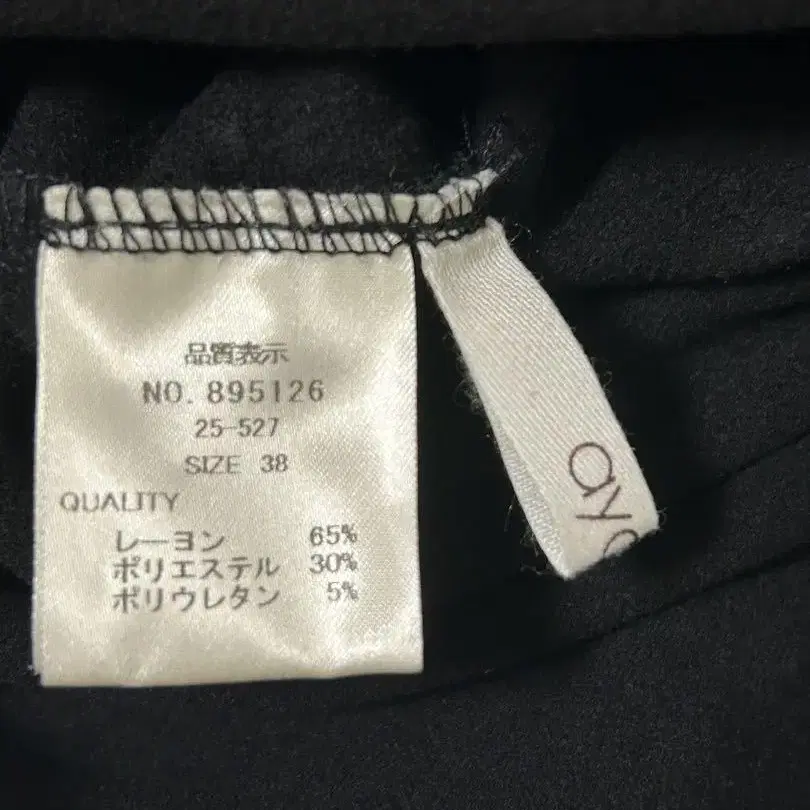 品質表示
NO. 895126
25-527
SIZE 38
QUALITY
レーヨン 65%
ポリエステル 30%
ポリウレタン 5%